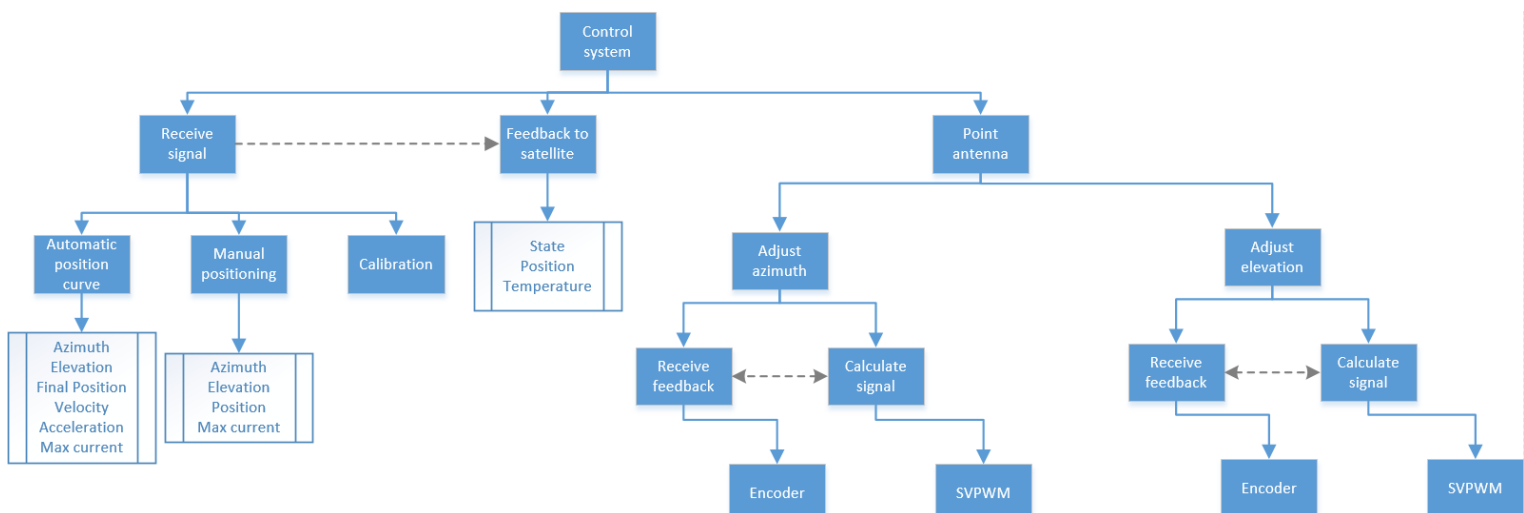 Control
system
Receive
signal
Feedback to
satellite
Point
antenna
Automatic
position
curve
Manual
positioning
Calibration
State
Position
Temperature
Adjust
azimuth
Adjust
elevation
Azimuth
Elevation
Final Position
Velocity
Acceleration
Max current
Azimuth
Elevation
Position
Max current
Receive
feedback
Calculate
signal
Receive
feedback
Calculate
signal
Encoder
SVPWM
Encoder
SVPWM